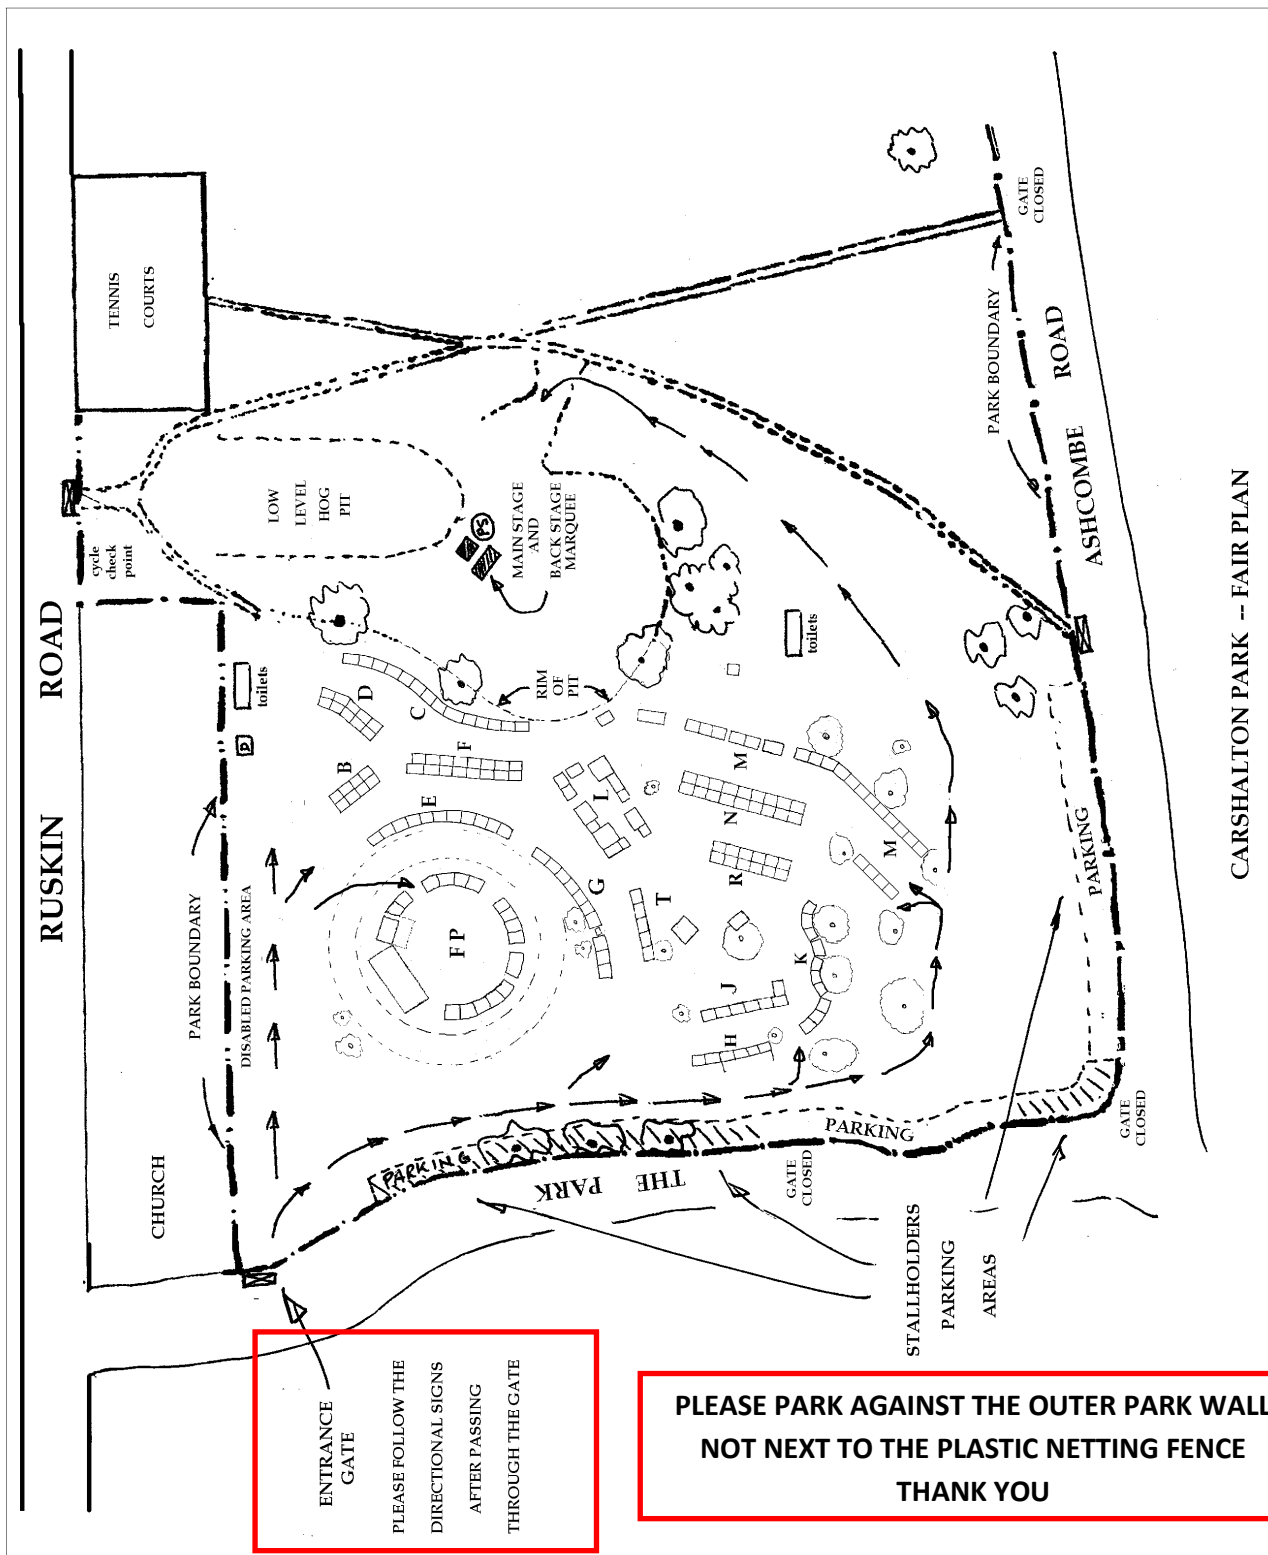 RUSKIN ROAD
TENNIS
COURTS
cycle
check
point
LOW
LEVEL
HOG
PIT
MAIN STAGE
AND
BACK STAGE
MARQUEE
PS
GATE
CLOSED
PARK BOUNDARY
ASHCOMBE ROAD
CARSHALTON PARK -- FAIR PLAN
toilets
P
toilets
RIM
OF
PIT
D
C
B
F
E
L
M
N
G
R
M
T
FP
K
J
H
PARK BOUNDARY
DISABLED PARKING AREA
CHURCH
PARKING
PARKING
PARKING
THE PARK
GATE
CLOSED
GATE
CLOSED
STALLHOLDERS
PARKING
AREAS
ENTRANCE
GATE
PLEASE FOLLOW THE
DIRECTIONAL SIGNS
AFTER PASSING
THROUGH THE GATE
PLEASE PARK AGAINST THE OUTER PARK WALL
NOT NEXT TO THE PLASTIC NETTING FENCE
THANK YOU